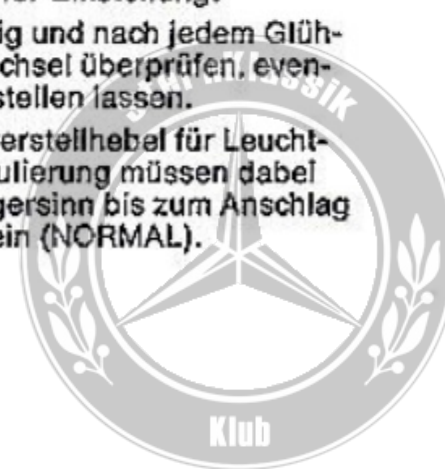 ig und nach jedem Glüh-
chsel überprüfen, even-
stellen lassen.
erstellhebel für Leucht-
ulierung müssen dabei
gersinn bis zum Anschlag
ein (NORMAL).
Klub